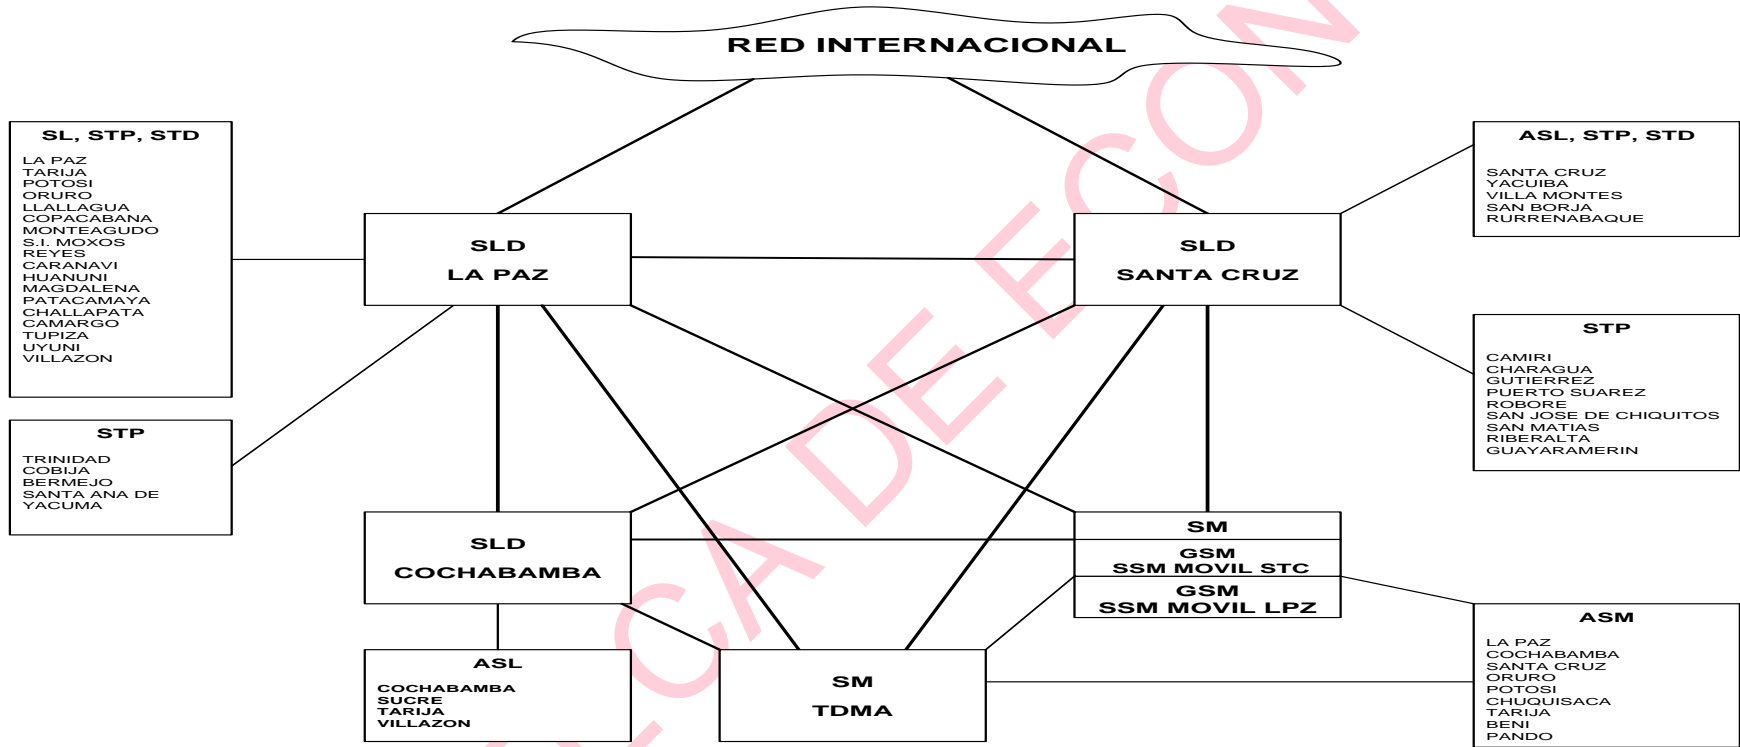 RED INTERNACIONAL
SL, STP, STD
LA PAZ
TARIJA
POTOSI
ORURO
LLALLAGUA
COPACABANA
MONTEAGUDO
S.I. MOXOS
REYES
CARANAVI
HUANUNI
MAGDALENA
PATACAMAYA
CHALLAPATA
CAMARGO
TUPIZA
UYUNI
VILLAZON
STP
TRINIDAD
COBIJA
BERMEJO
SANTA ANA DE
YACUMA
SLD
LA PAZ
SLD
SANTA CRUZ
ASL, STP, STD
SANTA CRUZ
YACUIBA
VILLA MONTES
SAN BORJA
RURRENABAQUE
STP
CAMIRI
CHARAGUA
GUTIERREZ
PUERTO SUAREZ
ROBORE
SAN JOSE DE CHIQUITOS
SAN MATIAS
RIBERALTA
GUAYARAMERIN
SLD
COCHABAMBA
SM
GSM
SSM MOVIL STC
GSM
SSM MOVIL LPZ
ASL
COCHABAMBA
SUCRE
TARIJA
VILLAZON
SM
TDMA
ASM
LA PAZ
COCHABAMBA
SANTA CRUZ
ORURO
POTOSI
CHUQUISACA
TARIJA
BENI
PANDO
CA DE ECON